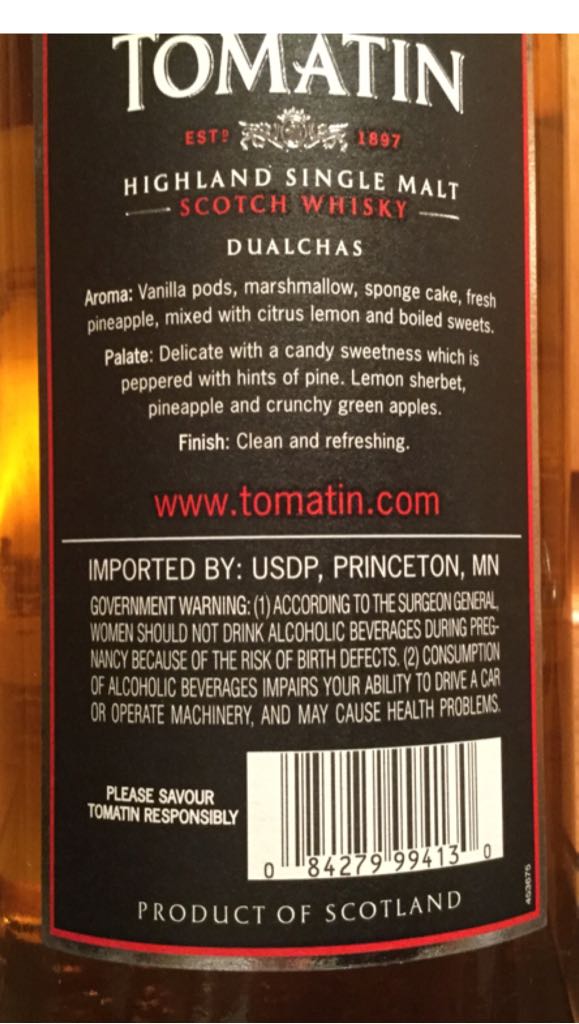 TOMATIN
ESTD 1897
HIGHLAND SINGLE MALT
SCOTCH WHISKY
DUALCHAS
Aroma: Vanilla pods, marshmallow, sponge cake, fresh
pineapple, mixed with citrus lemon and boiled sweets.
Palate: Delicate with a candy sweetness which is
peppered with hints of pine. Lemon sherbet,
pineapple and crunchy green apples.
Finish: Clean and refreshing.
www.tomatin.com
IMPORTED BY: USDP, PRINCETON, MN
GOVERNMENT WARNING: (1) ACCORDING TO THE SURGEON GENERAL,
WOMEN SHOULD NOT DRINK ALCOHOLIC BEVERAGES DURING PREG-
NANCY BECAUSE OF THE RISK OF BIRTH DEFECTS. (2) CONSUMPTION
OF ALCOHOLIC BEVERAGES IMPAIRS YOUR ABILITY TO DRIVE A CAR
OR OPERATE MACHINERY, AND MAY CAUSE HEALTH PROBLEMS.
PLEASE SAVOUR
TOMATIN RESPONSIBLY
0 84279 99413 0
453675
PRODUCT OF SCOTLAND